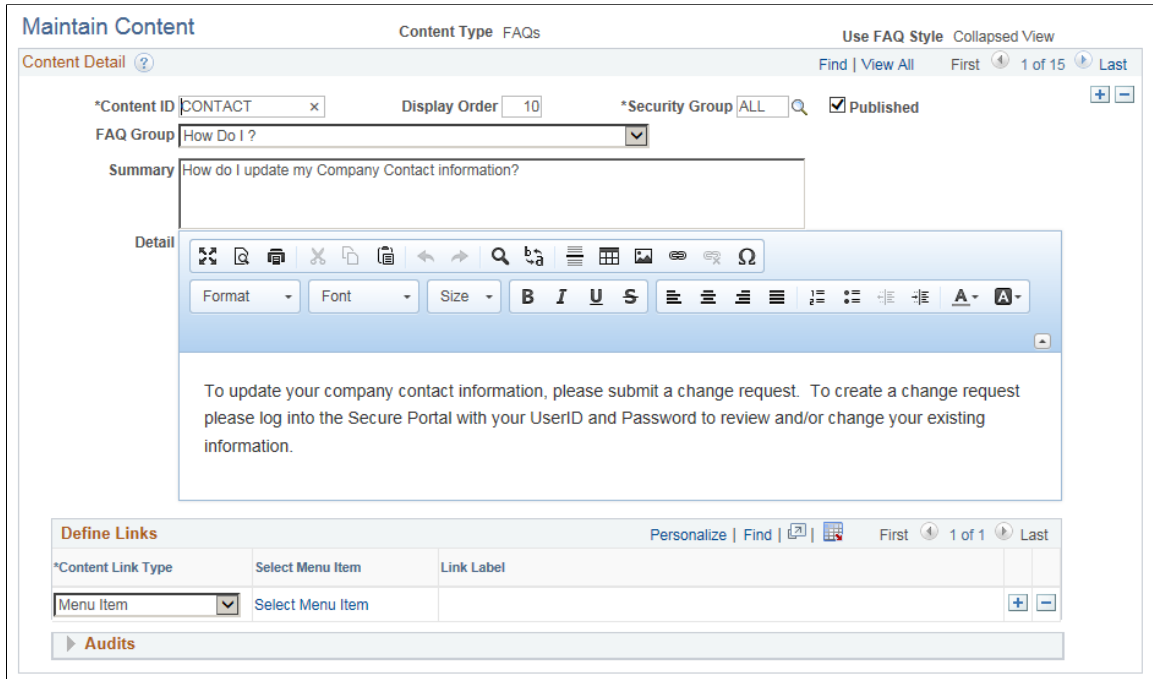 Maintain Content
Content Type FAQs
Use FAQ Style Collapsed View
Content Detail ?
Find | View All First 1 of 15 Last
*Content ID CONTACT × Display Order 10 *Security Group ALL Published
FAQ Group How Do I ?
Summary How do I update my Company Contact information?
Detail
Format Font Size B I U S A A
To update your company contact information, please submit a change request. To create a change request
please log into the Secure Portal with your UserID and Password to review and/or change your existing
information.
Define Links
Personalize | Find | | First 1 of 1 Last
*Content Link Type Select Menu Item Link Label
Menu Item Select Menu Item
Audits